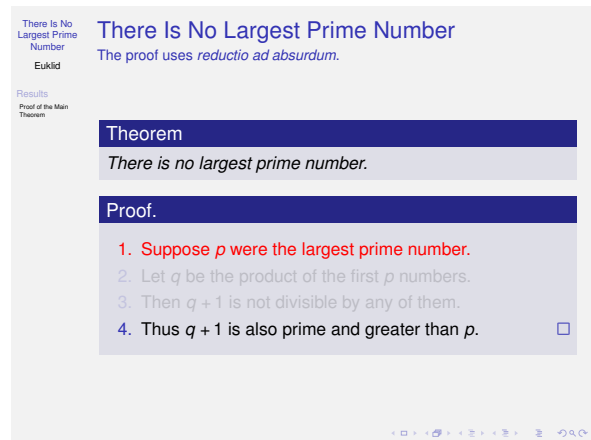 There Is No
Largest Prime
Number
Euklid
Results
Proof of the Main
Theorem
There Is No Largest Prime Number
The proof uses reductio ad absurdum.
Theorem
There is no largest prime number.
Proof.
1. Suppose p were the largest prime number.
2. Let q be the product of the first p numbers.
3. Then q + 1 is not divisible by any of them.
4. Thus q + 1 is also prime and greater than p. □